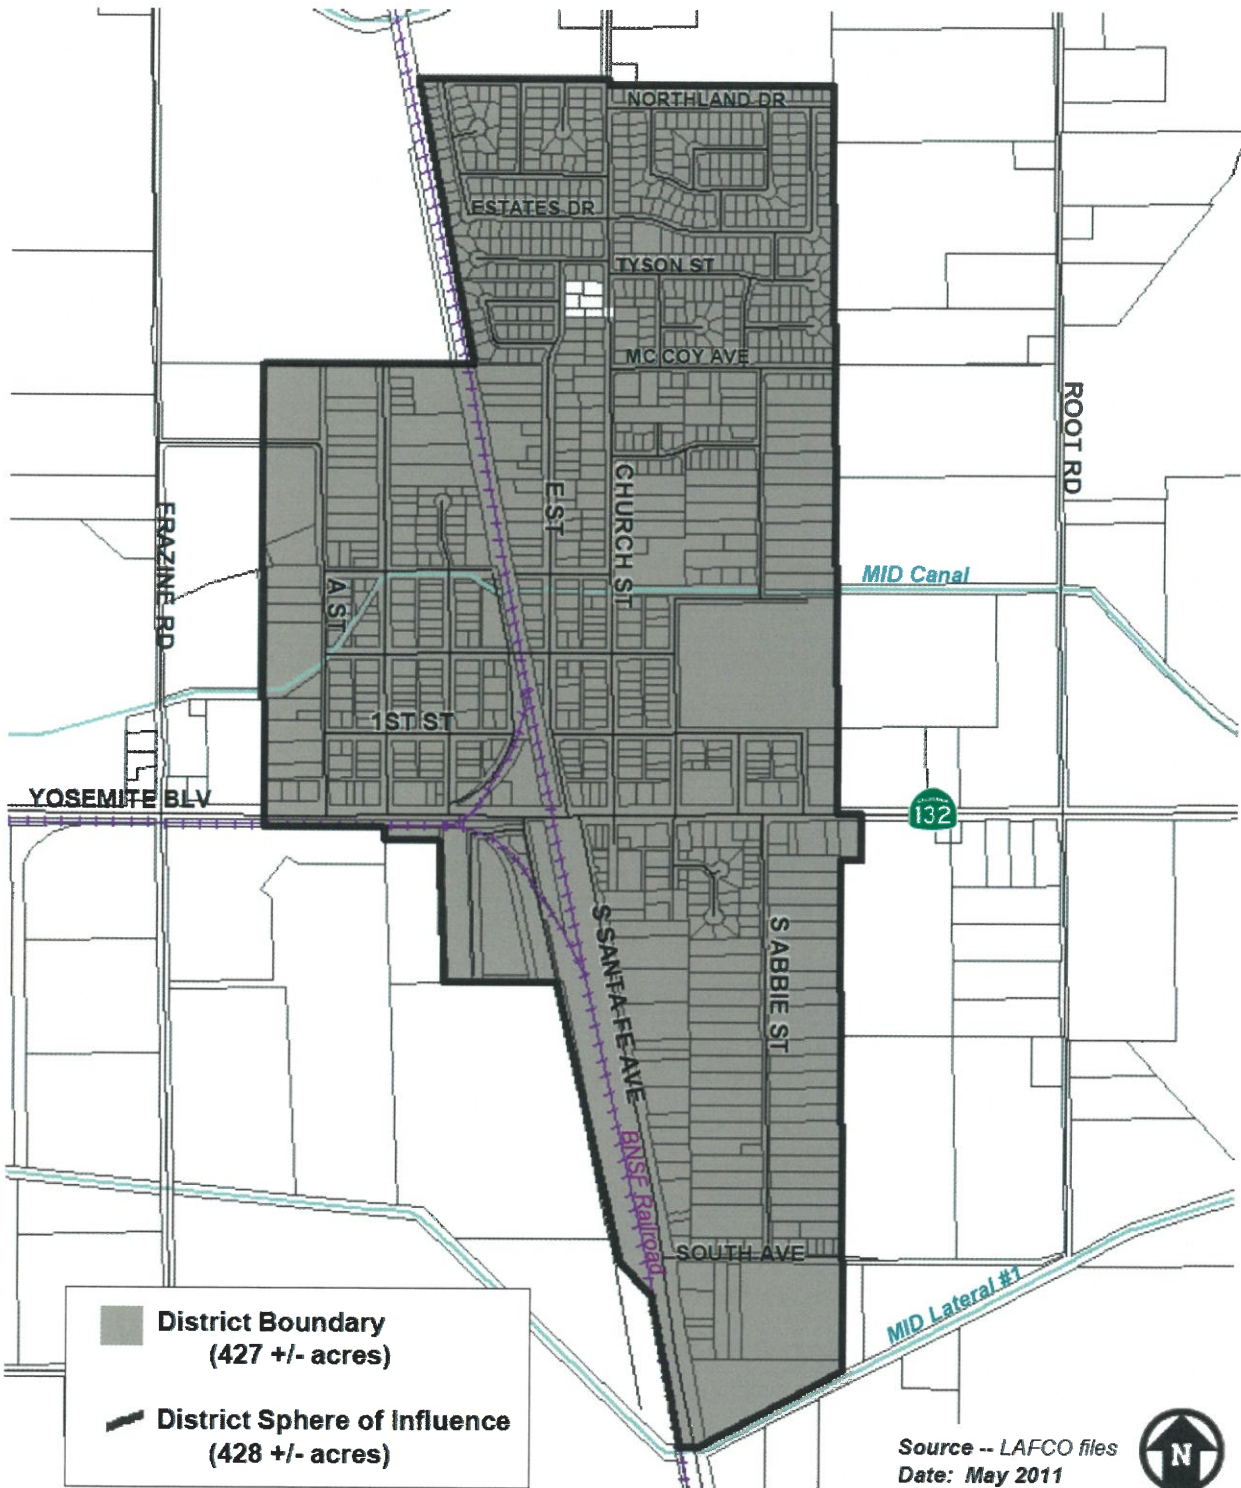 NORTHLAND DR
ESTATES DR
TYSON ST
MC COY AVE
ROOT RD
E ST
CHURCH ST
FRAZINE RD
A ST
MID Canal
1ST ST
YOSEMITE BLV
132
S SANTA FE AVE
S ABBIE ST
BNSF Railroad
SOUTH AVE
MID Lateral #1
District Boundary
(427 +/- acres)
District Sphere of Influence
(428 +/- acres)
Source -- LAFCO files
Date: May 2011
N